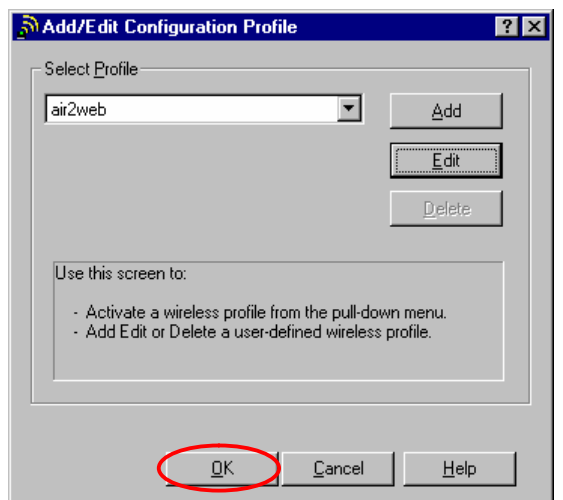 Add/Edit Configuration Profile
Select Profile
air2web
Add
Edit
Delete
Use this screen to:
- Activate a wireless profile from the pull-down menu.
- Add Edit or Delete a user-defined wireless profile.
OK Cancel Help